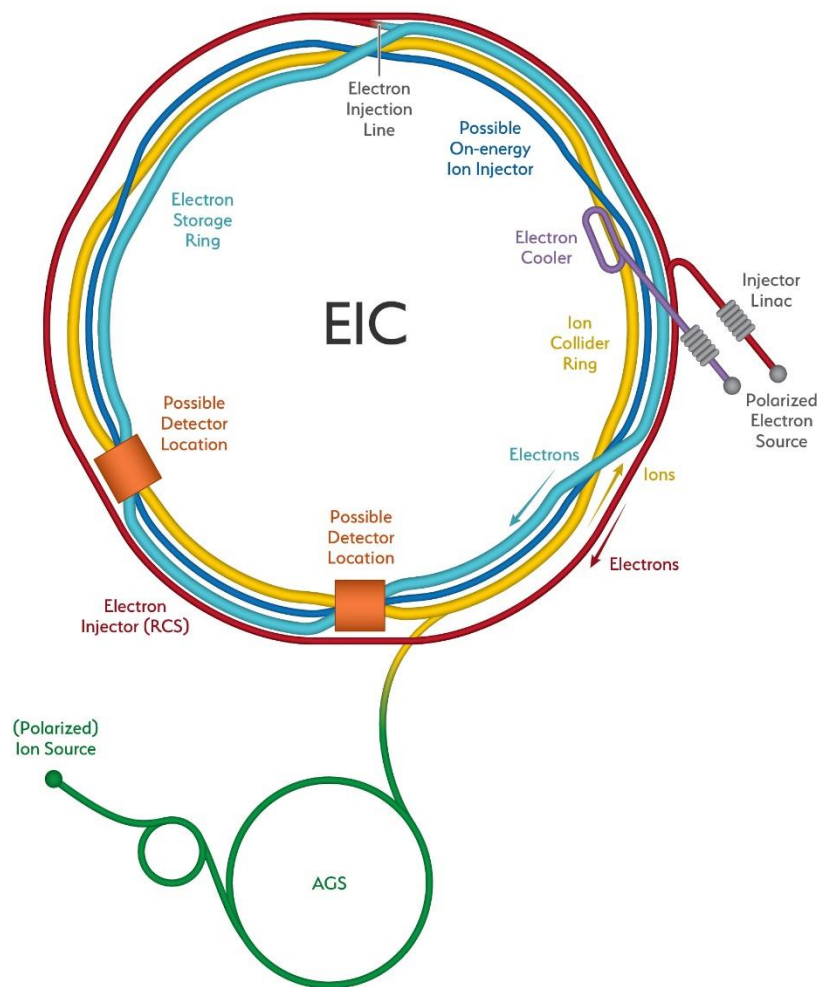 Electron
Injection
Line
Possible
On-energy
Ion Injector
Electron
Storage
Ring
Electron
Cooler
Injector
Linac
EIC
Ion
Collider
Ring
Polarized
Electron
Source
Possible
Detector
Location
Electrons
Ions
Possible
Detector
Location
Electrons
Electron
Injector (RCS)
(Polarized)
Ion Source
AGS